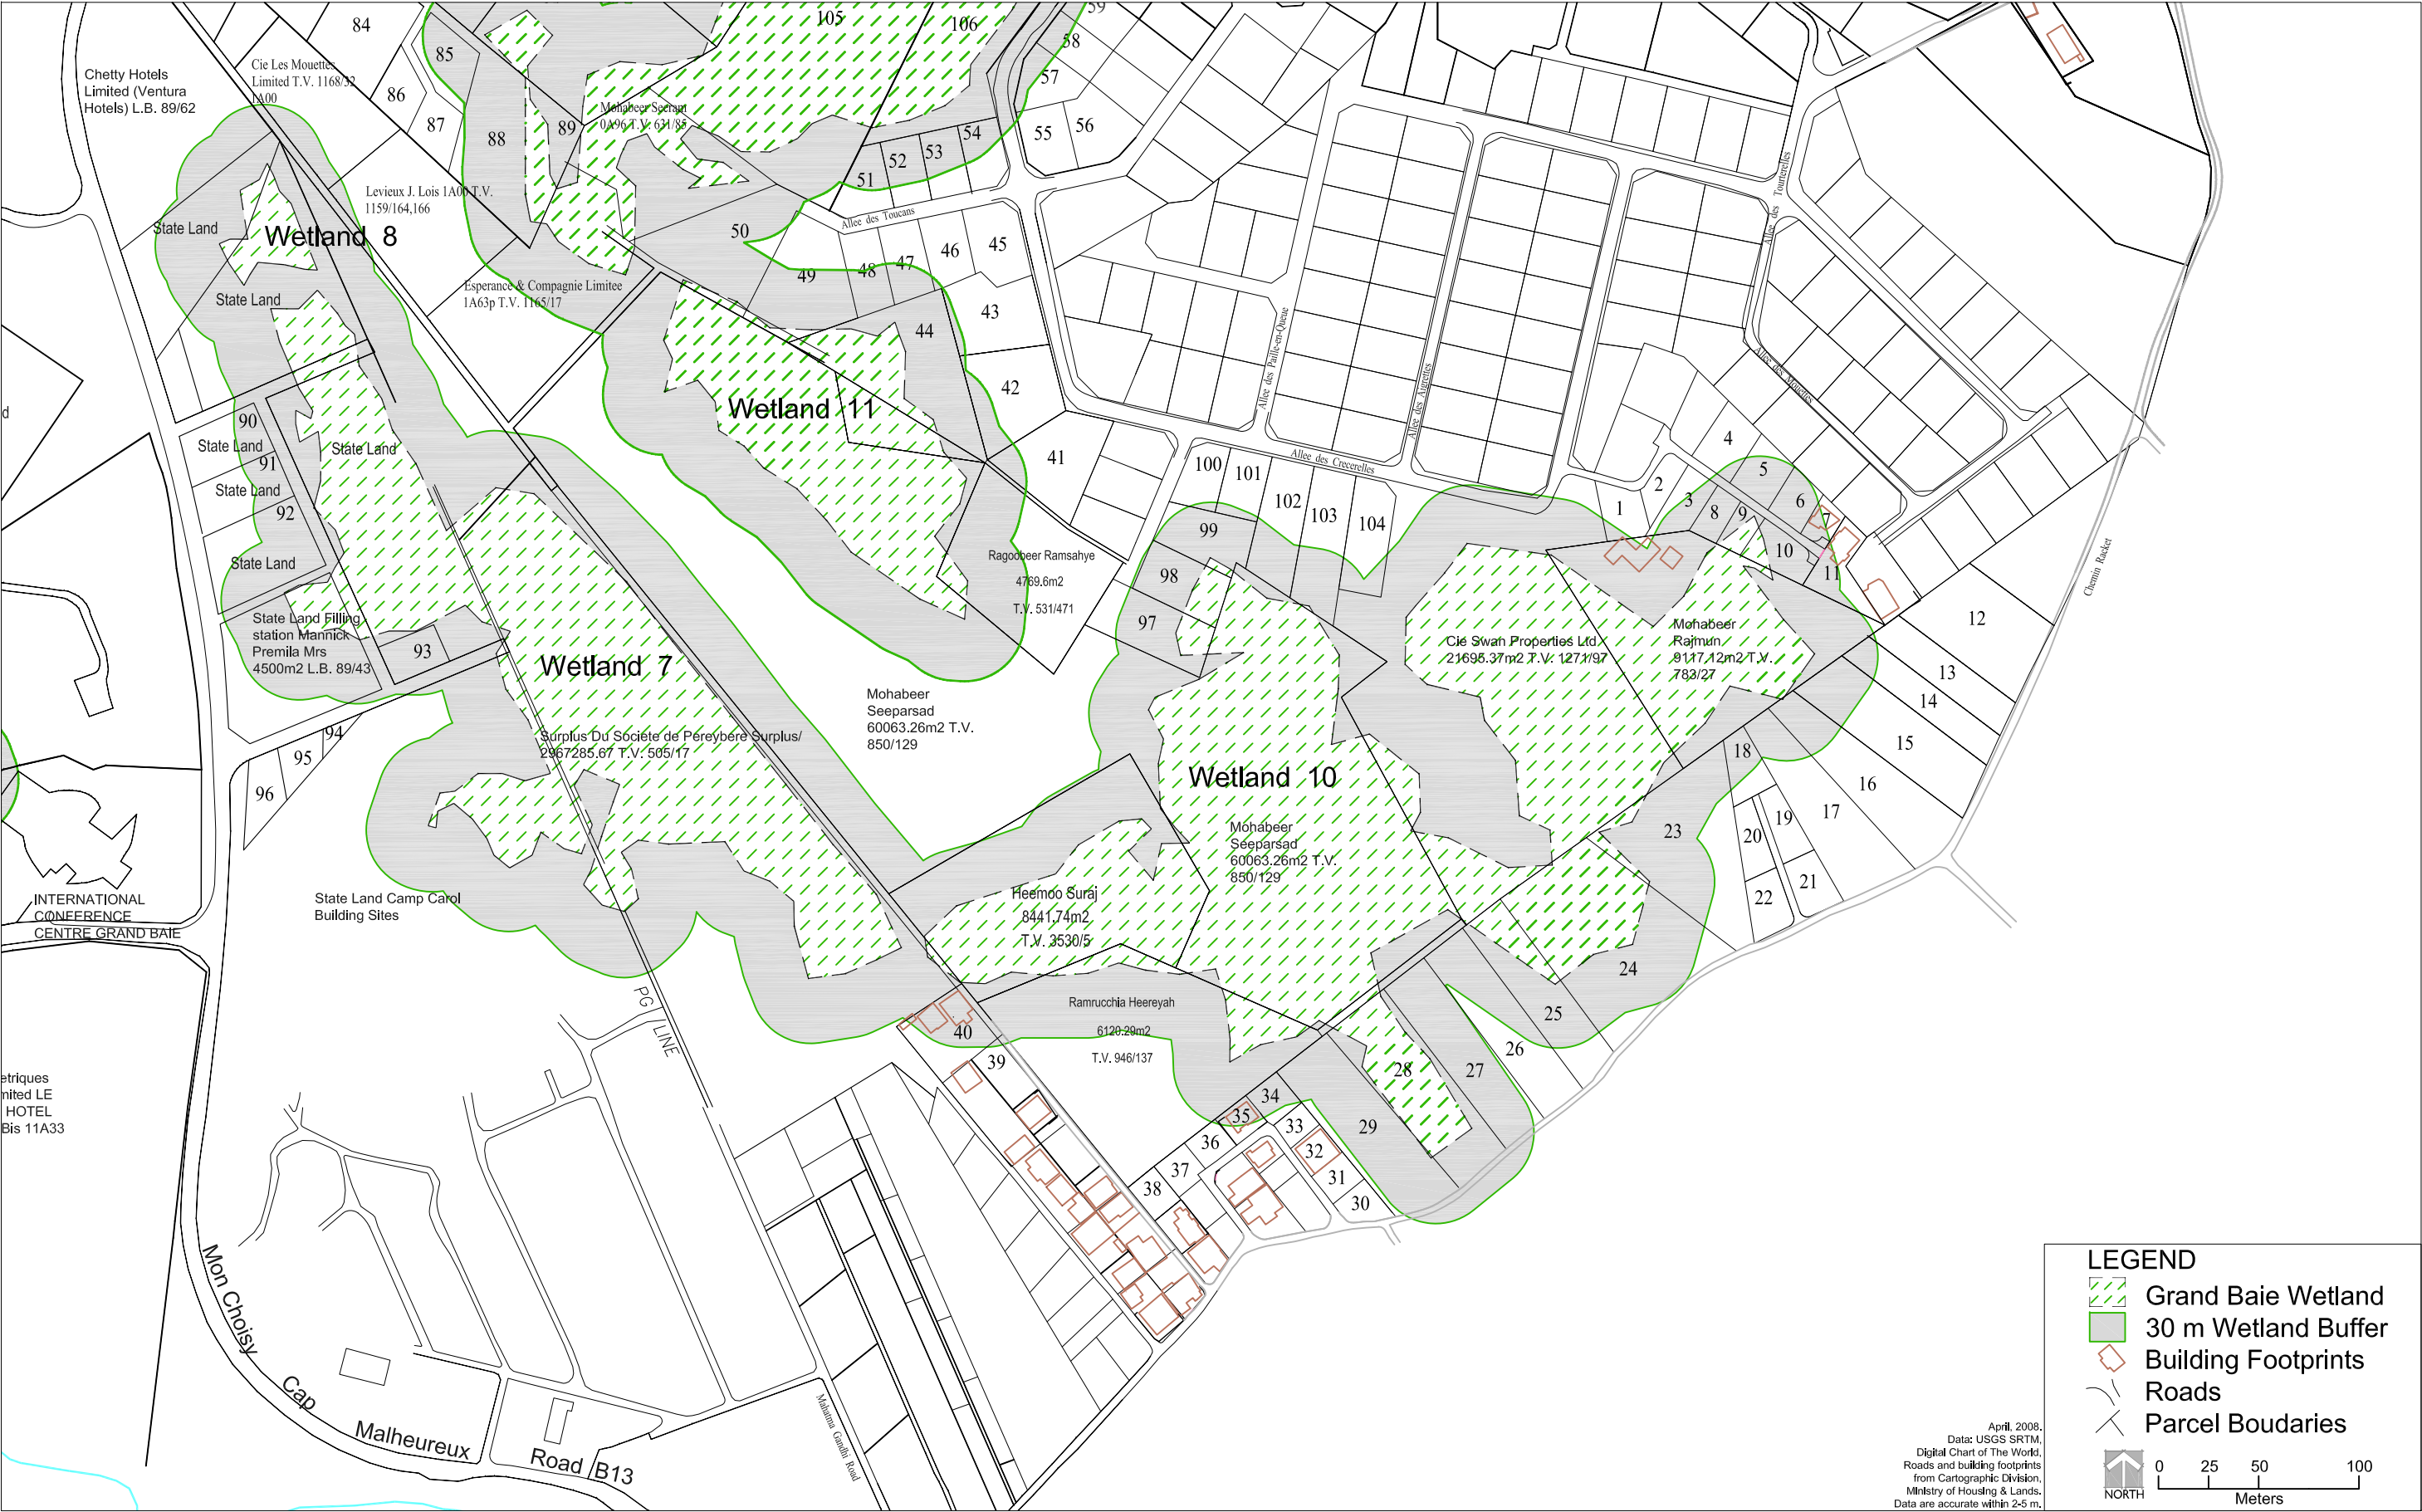 84
85
86
87
88
89
105
106
59
58
57
56
55
54
53
52
51
50
49
48
47
46
45
44
43
42
41
Chetty Hotels
Limited (Ventura
Hotels) L.B. 89/62
Cie Les Mouettes
Limited T.V. 1168/32
1A00
Mohabeer Seeram
0A96 T.V. 631/85
Levieux J. Lois 1A00 T.V.
1159/164,166
Esperance & Compagnie Limitee
1A63p T.V. 1165/17
State Land
Wetland 8
State Land
Allee des Toucans
Allee des Tourterelles
Allee des Mouettes
Allee des Paille-en-Queue
Allee des Aigrettes
Allee des Crecerelles
Chemin Racket
Wetland 11
d
90
State Land
91
State Land
92
State Land
State Land
State Land Filling
station Mannick
Premila Mrs
4500m2 L.B. 89/43
93
94
95
96
Wetland 7
Surplus Du Societe de Pereybere Surplus/
2967285.67 T.V. 505/17
Ragoobeer Ramsahye
4769.6m2
T.V. 531/471
Mohabeer
Seeparsad
60063.26m2 T.V.
850/129
97
98
99
100
101
102
103
104
1
2
3
4
5
6
7
8
9
10
11
12
13
14
15
16
17
18
19
20
21
22
23
24
25
26
27
28
29
30
31
32
33
34
35
36
37
38
39
40
Cie Swan Properties Ltd
21695.37m2 T.V. 1271/97
Mohabeer
Rajmun
9117.12m2 T.V.
783/27
Wetland 10
Mohabeer
Seeparsad
60063.26m2 T.V.
850/129
Heemoo Suraj
8441.74m2
T.V. 3530/5
Ramrucchia Heereyah
6120.29m2
T.V. 946/137
INTERNATIONAL
CONFERENCE
CENTRE GRAND BAIE
State Land Camp Carol
Building Sites
PG LINE
etriques
mited LE
HOTEL
Bis 11A33
Mon Choisy
Cap
Malheureux
Road B13
Mahatma Gandhi Road
LEGEND
Grand Baie Wetland
30 m Wetland Buffer
Building Footprints
Roads
Parcel Boudaries
NORTH
0 25 50 100
Meters
April, 2008.
Data: USGS SRTM,
Digital Chart of The World,
Roads and building footprints
from Cartographic Division,
Ministry of Housing & Lands.
Data are accurate within 2-5 m.